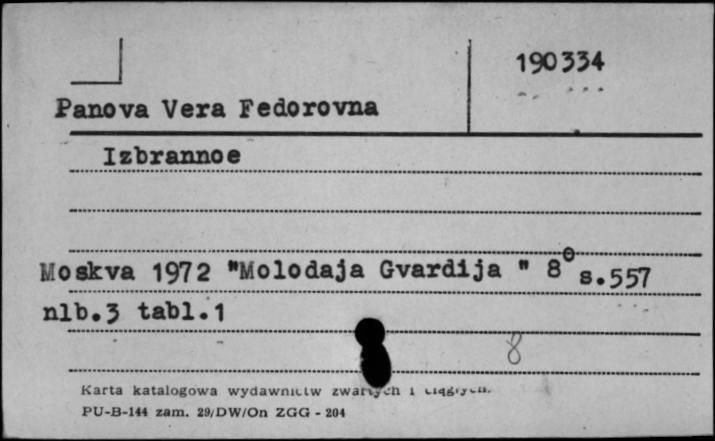 190334
Panova Vera Fedorovna
Izbrannoe
Moskva 1972 "Molodaja Gvardija " 8° s.557
nlb.3 tabl.1
8
Karta katalogowa wydawnictw zwartych i ciągłych.
PU-B-144 zam. 29/DW/On ZGG - 204